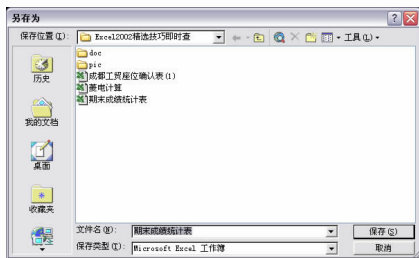 另存为
保存位置(I): Excel2002精选技巧即时查 工具(L)
doc
pic
成都工贸座位确认表(1)
菱电计算
期末成绩统计表
历史
我的文档
桌面
收藏夹
文件名(N): 期末成绩统计表 保存(S)
保存类型(T): Microsoft Excel 工作簿 取消